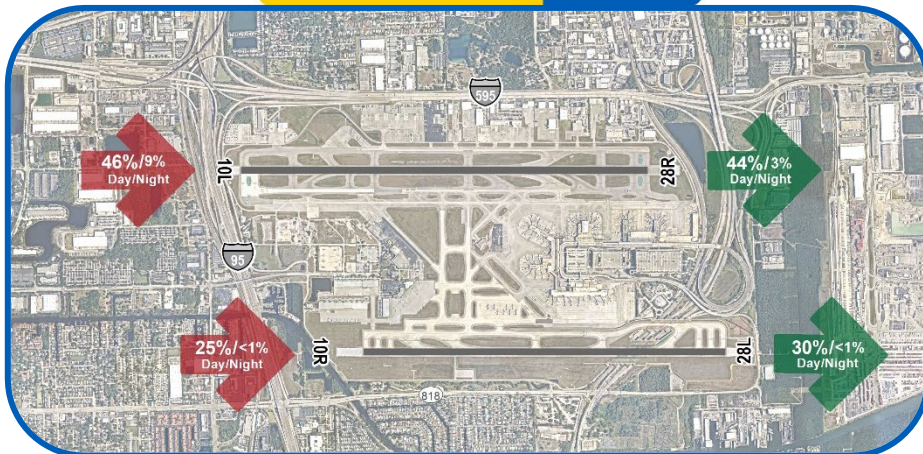 595
46%/9%
Day/Night
10L
28R
44%/3%
Day/Night
95
25%/<1%
Day/Night
10R
28L
30%/<1%
Day/Night
818